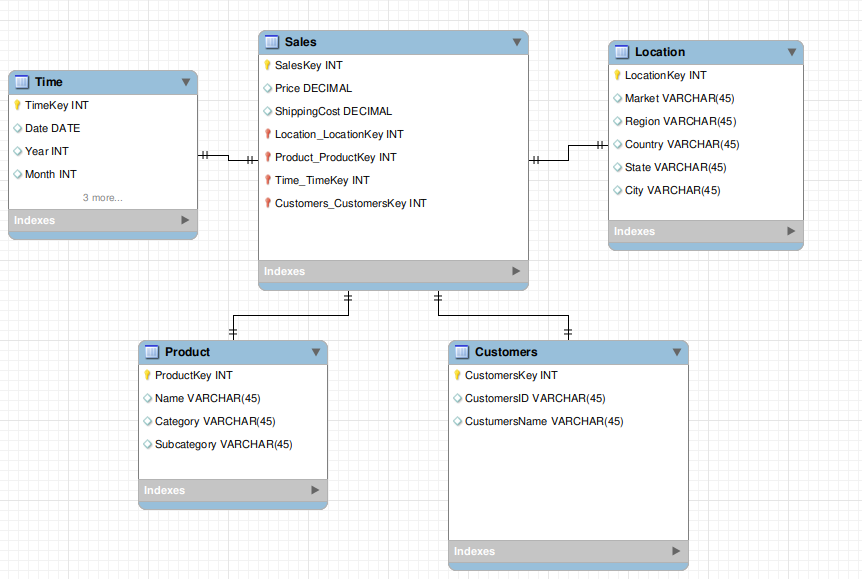 Time
TimeKey INT
Date DATE
Year INT
Month INT
3 more...
Indexes
Sales
SalesKey INT
Price DECIMAL
ShippingCost DECIMAL
Location_LocationKey INT
Product_ProductKey INT
Time_TimeKey INT
Customers_CustomersKey INT
Indexes
Location
LocationKey INT
Market VARCHAR(45)
Region VARCHAR(45)
Country VARCHAR(45)
State VARCHAR(45)
City VARCHAR(45)
Indexes
Product
ProductKey INT
Name VARCHAR(45)
Category VARCHAR(45)
Subcategory VARCHAR(45)
Indexes
Customers
CustomersKey INT
CustomersID VARCHAR(45)
CustumersName VARCHAR(45)
Indexes